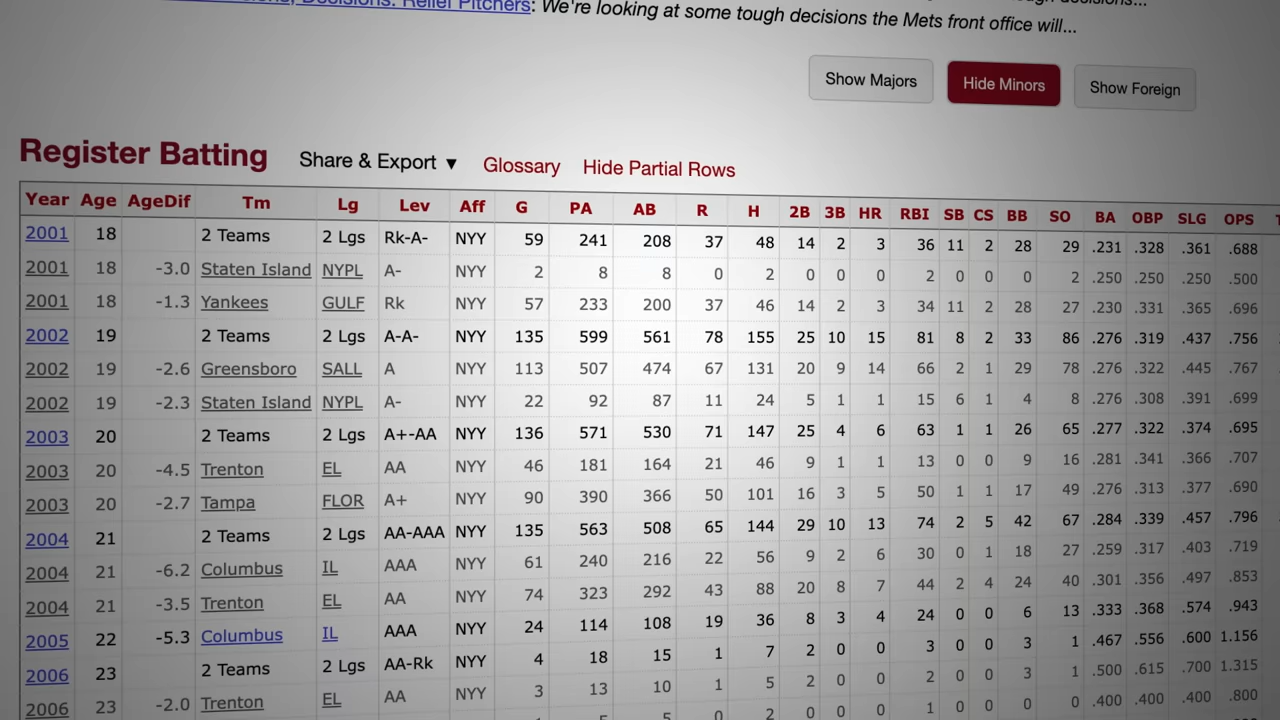 decisions...
Decisions: Relief Pitchers: We're looking at some tough decisions the Mets front office will...
Show Majors Hide Minors Show Foreign
Register Batting Share & Export ▼ Glossary Hide Partial Rows
Year Age AgeDif Tm Lg Lev Aff G PA AB R H 2B 3B HR RBI SB CS BB SO BA OBP SLG OPS
2001 18 2 Teams 2 Lgs Rk-A- NYY 59 241 208 37 48 14 2 3 36 11 2 28 29 .231 .328 .361 .688
2001 18 -3.0 Staten Island NYPL A- NYY 2 8 8 0 2 0 0 0 2 0 0 0 2 .250 .250 .250 .500
2001 18 -1.3 Yankees GULF Rk NYY 57 233 200 37 46 14 2 3 34 11 2 28 27 .230 .331 .365 .696
2002 19 2 Teams 2 Lgs A-A- NYY 135 599 561 78 155 25 10 15 81 8 2 33 86 .276 .319 .437 .756
2002 19 -2.6 Greensboro SALL A NYY 113 507 474 67 131 20 9 14 66 2 1 29 78 .276 .322 .445 .767
2002 19 -2.3 Staten Island NYPL A- NYY 22 92 87 11 24 5 1 1 15 6 1 4 8 .276 .308 .391 .699
2003 20 2 Teams 2 Lgs A+-AA NYY 136 571 530 71 147 25 4 6 63 1 1 26 65 .277 .322 .374 .695
2003 20 -4.5 Trenton EL AA NYY 46 181 164 21 46 9 1 1 13 0 0 9 16 .281 .341 .366 .707
2003 20 -2.7 Tampa FLOR A+ NYY 90 390 366 50 101 16 3 5 50 1 1 17 49 .276 .313 .377 .690
2004 21 2 Teams 2 Lgs AA-AAA NYY 135 563 508 65 144 29 10 13 74 2 5 42 67 .284 .339 .457 .796
2004 21 -6.2 Columbus IL AAA NYY 61 240 216 22 56 9 2 6 30 0 1 18 27 .259 .317 .403 .719
2004 21 -3.5 Trenton EL AA NYY 74 323 292 43 88 20 8 7 44 2 4 24 40 .301 .356 .497 .853
2005 22 -5.3 Columbus IL AAA NYY 24 114 108 19 36 8 3 4 24 0 0 6 13 .333 .368 .574 .943
2006 23 2 Teams 2 Lgs AA-Rk NYY 4 18 15 1 7 2 0 0 3 0 0 3 1 .467 .556 .600 1.156
2006 23 -2.0 Trenton EL AA NYY 3 13 10 1 5 2 0 0 2 0 0 3 1 .500 .615 .700 1.315
5 0 2 0 0 0 1 0 0 0 0 .400 .400 .400 .800